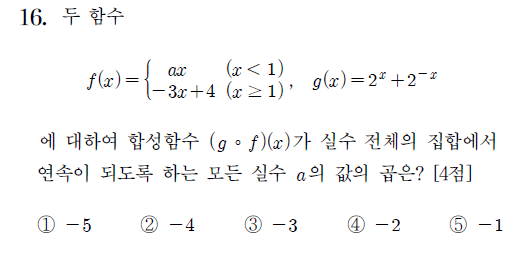 16. 두 함수
f(x)={ ax (x<1)
-3x+4 (x≥1), g(x)=2^x+2^{-x}
에 대하여 합성함수 (g∘f)(x)가 실수 전체의 집합에서
연속이 되도록 하는 모든 실수 a의 값의 곱은? [4점]
① -5 ② -4 ③ -3 ④ -2 ⑤ -1